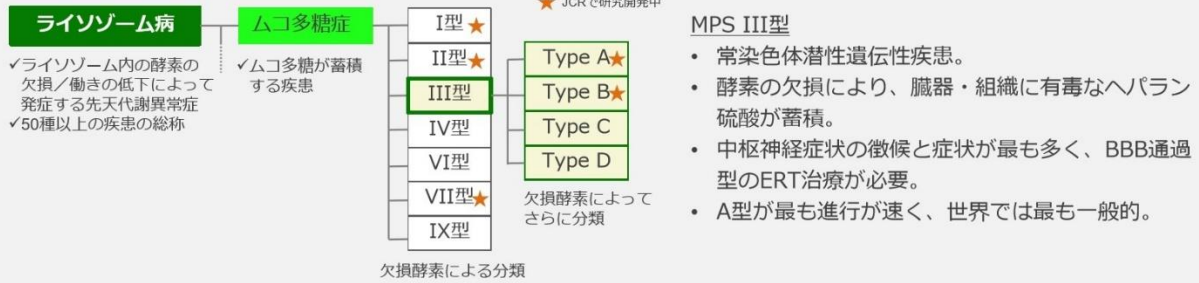 ★ JCRで研究開発中
ライソゾーム病
✓ライソゾーム内の酵素の
欠損／働きの低下によって
発症する先天代謝異常症
✓50種以上の疾患の総称
ムコ多糖症
✓ムコ多糖が蓄積
する疾患
I型★
II型★
III型
IV型
VI型
VII型★
IX型
欠損酵素による分類
Type A★
Type B★
Type C
Type D
欠損酵素によって
さらに分類
MPS III型
• 常染色体潜性遺伝性疾患。
• 酵素の欠損により、臓器・組織に有毒なヘパラン
硫酸が蓄積。
• 中枢神経症状の徴候と症状が最も多く、BBB通過
型のERT治療が必要。
• A型が最も進行が速く、世界では最も一般的。